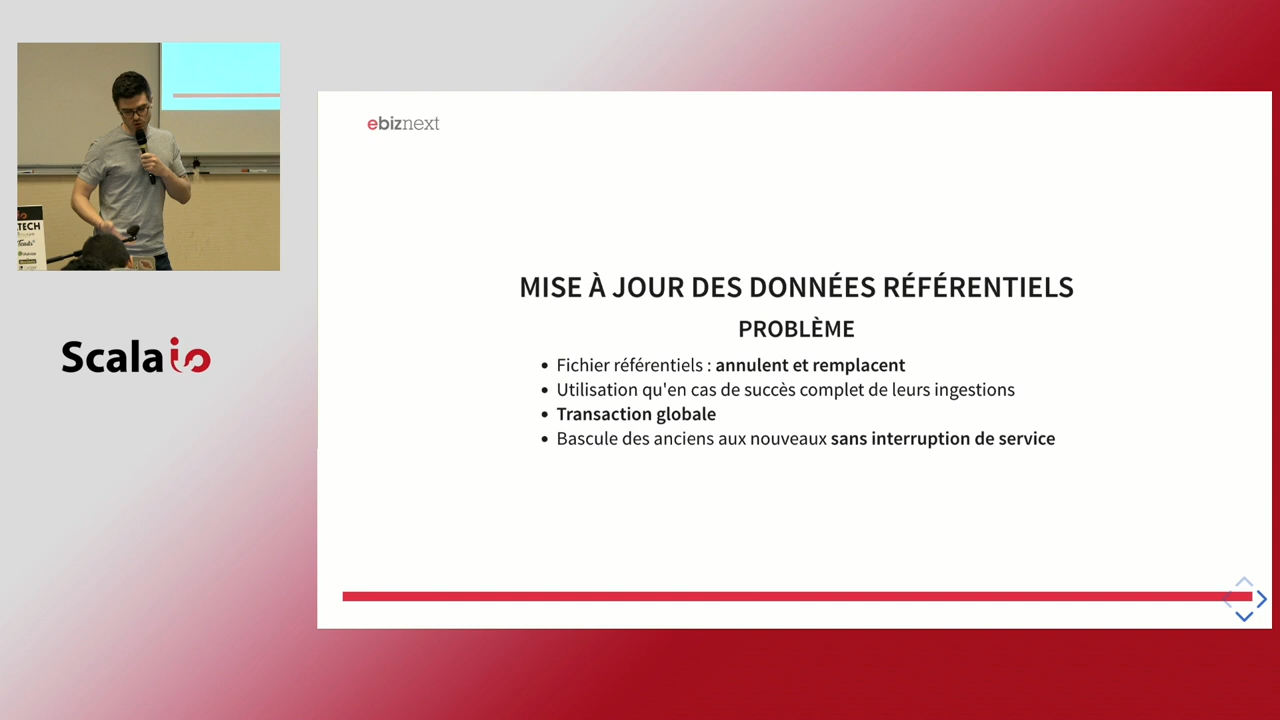 ebiznext
MISE À JOUR DES DONNÉES RÉFÉRENTIELS
PROBLÈME
Fichier référentiels : annulent et remplacent
Utilisation qu'en cas de succès complet de leurs ingestions
Transaction globale
Bascule des anciens aux nouveaux sans interruption de service
Scala io
TECH